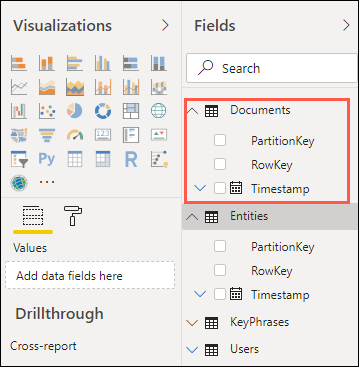 Visualizations
Py
R
...
Values
Add data fields here
Drillthrough
Cross-report
Fields
Search
Documents
PartitionKey
RowKey
Timestamp
Entities
PartitionKey
RowKey
Timestamp
KeyPhrases
Users